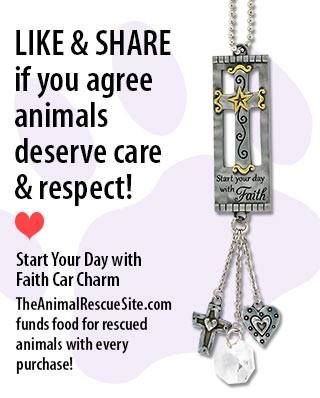 LIKE & SHARE
if you agree
animals
deserve care
& respect!
Start Your Day with
Faith Car Charm
TheAnimalRescueSite.com
funds food for rescued
animals with every
purchase!
Start your day
with
Faith